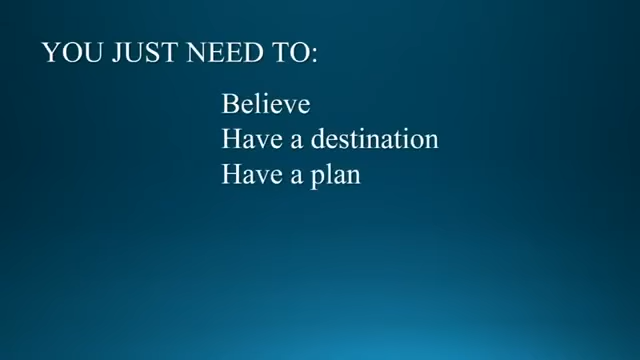 YOU JUST NEED TO:
Believe
Have a destination
Have a plan